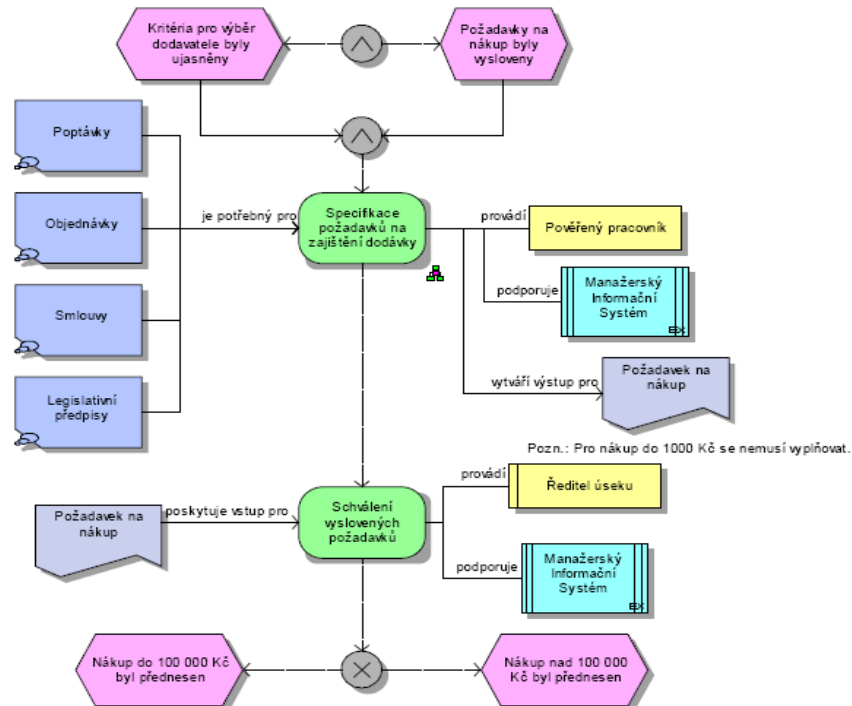 Kritéria pro výběr
dodavatele byly
ujasněny
Požadavky na
nákup byly
vysloveny
Poptávky
Objednávky
Smlouvy
Legislativní
předpisy
je potřebný pro
Specifikace
požadavků na
zajištění dodávky
provádí
Pověřený pracovník
podporuje
Manažerský
Informační
Systém
EX
vytváří výstup pro
Požadavek na
nákup
Pozn.: Pro nákup do 1000 Kč se nemusí vyplňovat.
Požadavek na
nákup
poskytuje vstup pro
Schválení
vyslovených
požadavků
provádí
Ředitel úseku
podporuje
Manažerský
Informační
Systém
EX
Nákup do 100 000 Kč
byl přednesen
Nákup nad 100 000
Kč byl přednesen